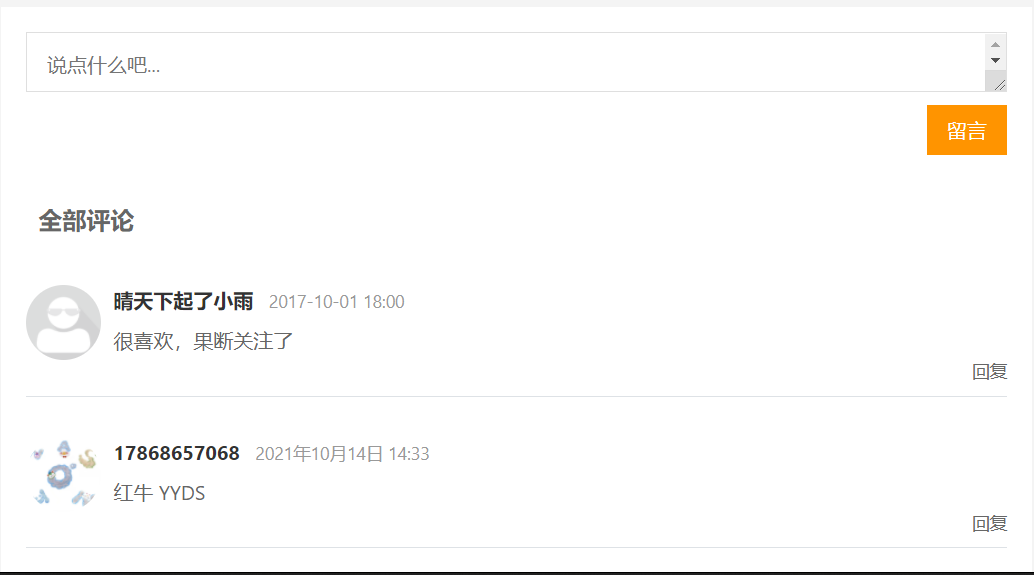 说点什么吧...
留言
全部评论
晴天下起了小雨 2017-10-01 18:00
很喜欢，果断关注了
回复
17868657068 2021年10月14日 14:33
红牛 YYDS
回复